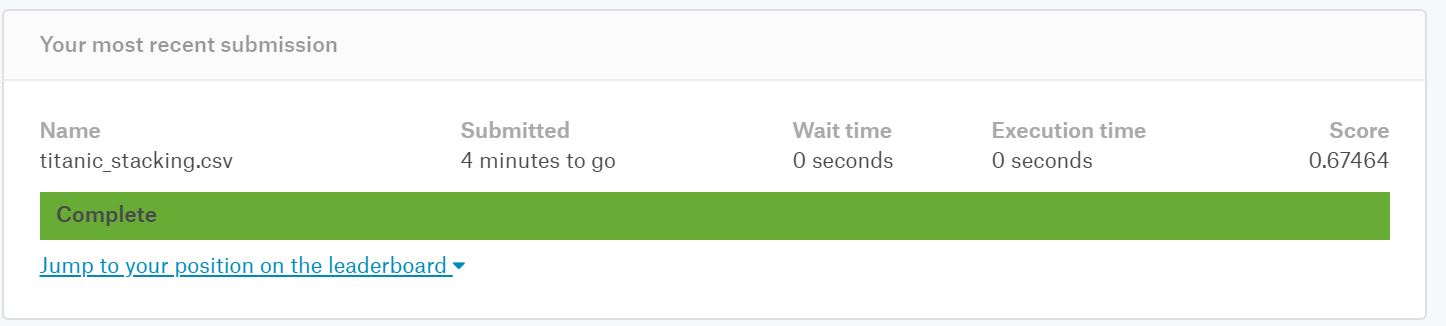 Your most recent submission
Name Submitted Wait time Execution time Score
titanic_stacking.csv 4 minutes to go 0 seconds 0 seconds 0.67464
Complete
Jump to your position on the leaderboard